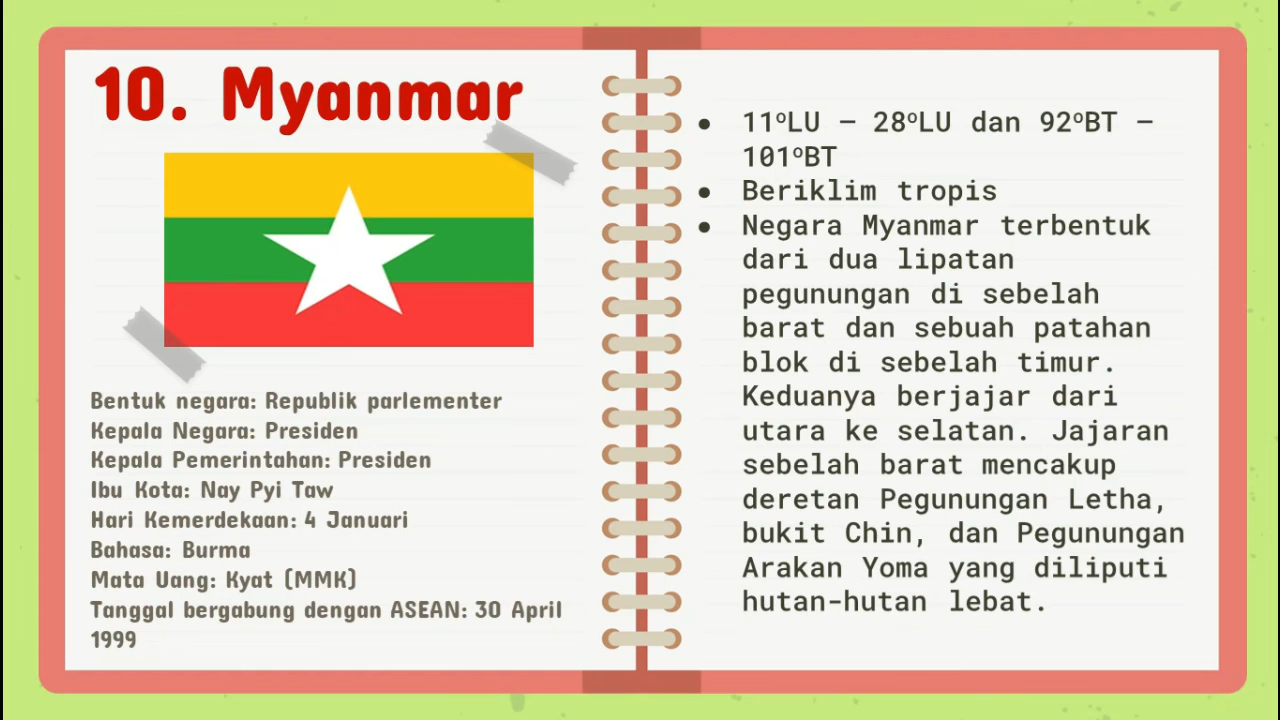 10. Myanmar
Bentuk negara: Republik parlementer
Kepala Negara: Presiden
Kepala Pemerintahan: Presiden
Ibu Kota: Nay Pyi Taw
Hari Kemerdekaan: 4 Januari
Bahasa: Burma
Mata Uang: Kyat (MMK)
Tanggal bergabung dengan ASEAN: 30 April
1999
● 11ºLU – 28ºLU dan 92ºBT –
101ºBT
● Beriklim tropis
● Negara Myanmar terbentuk
dari dua lipatan
pegunungan di sebelah
barat dan sebuah patahan
blok di sebelah timur.
Keduanya berjajar dari
utara ke selatan. Jajaran
sebelah barat mencakup
deretan Pegunungan Letha,
bukit Chin, dan Pegunungan
Arakan Yoma yang diliputi
hutan-hutan lebat.